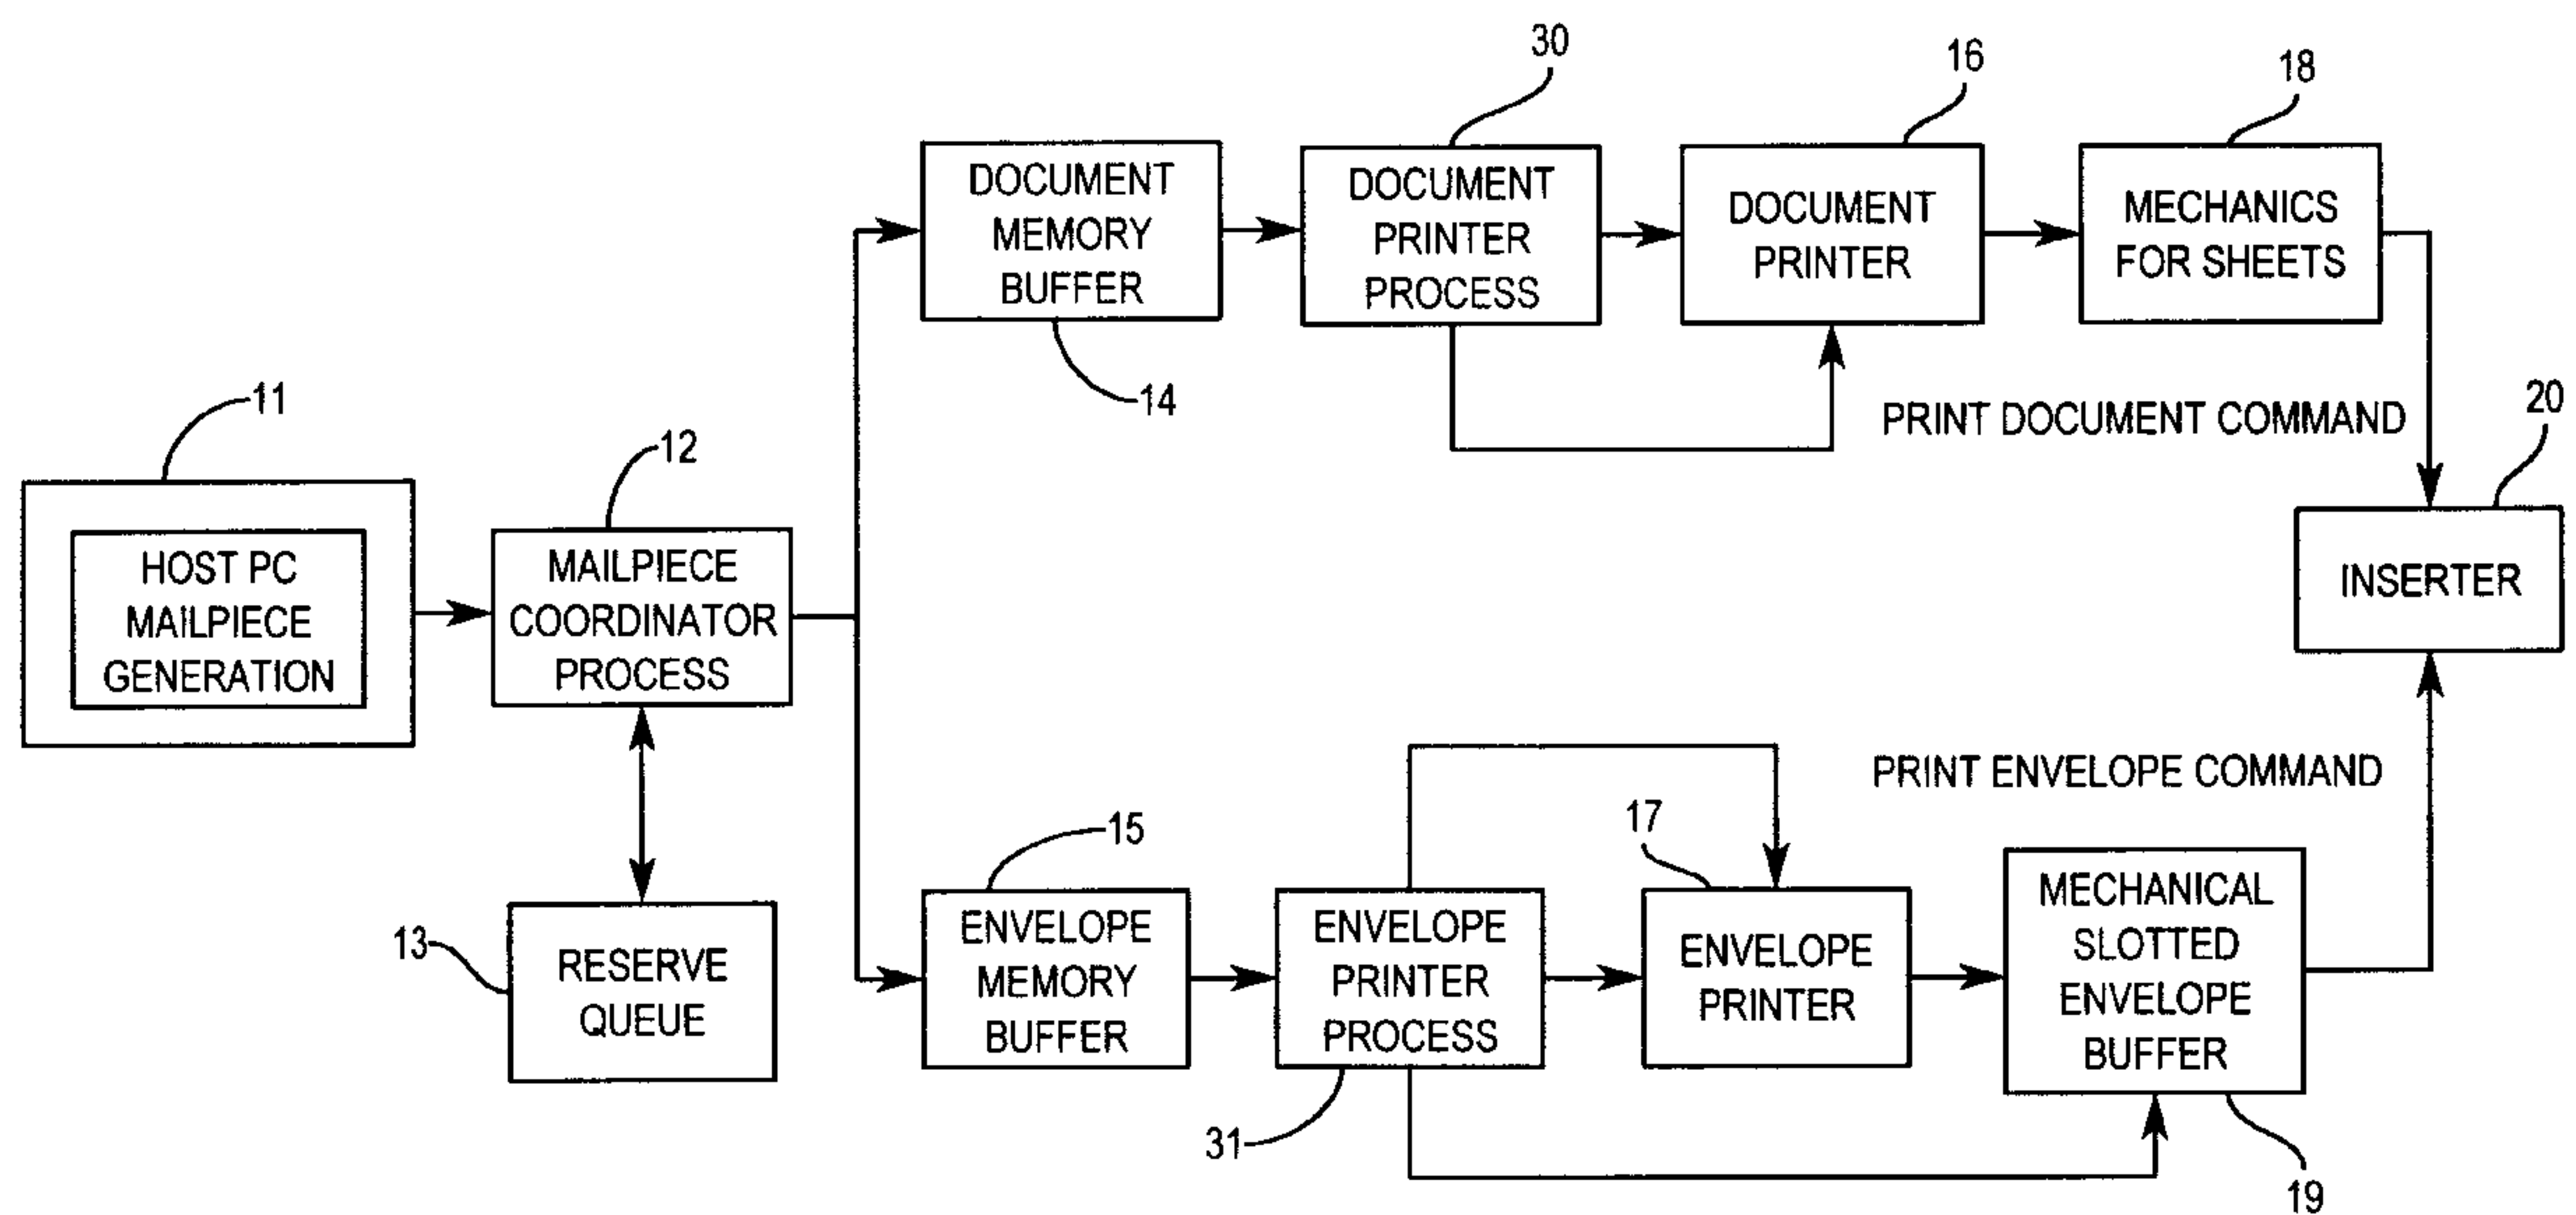 30
16
18
DOCUMENT
MEMORY
BUFFER
14
DOCUMENT
PRINTER
PROCESS
DOCUMENT
PRINTER
MECHANICS
FOR SHEETS
PRINT DOCUMENT COMMAND
11
HOST PC
MAILPIECE
GENERATION
12
MAILPIECE
COORDINATOR
PROCESS
20
INSERTER
13
RESERVE
QUEUE
PRINT ENVELOPE COMMAND
15
ENVELOPE
MEMORY
BUFFER
ENVELOPE
PRINTER
PROCESS
31
17
ENVELOPE
PRINTER
MECHANICAL
SLOTTED
ENVELOPE
BUFFER
19